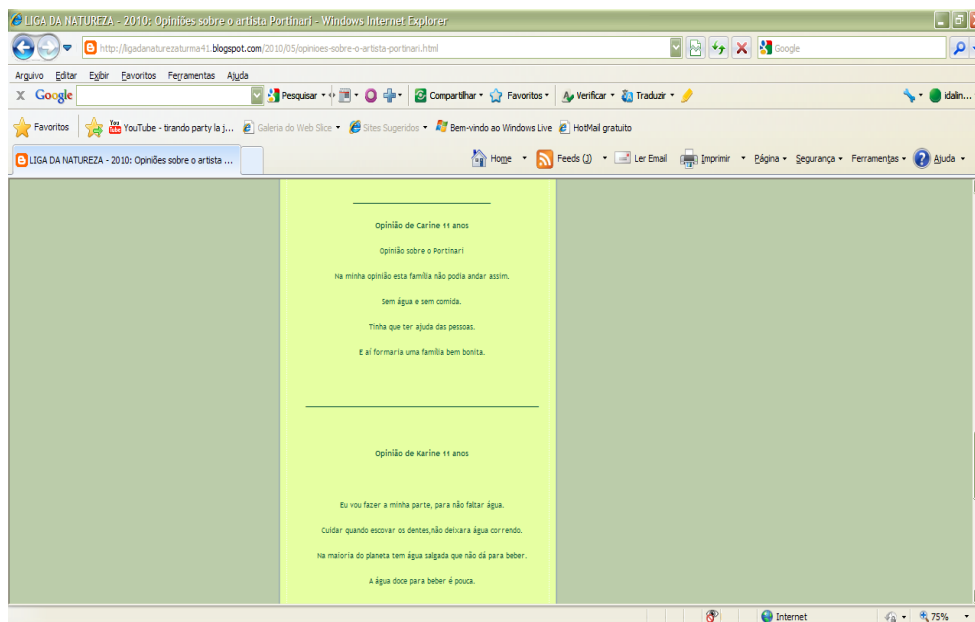 LIGA DA NATUREZA - 2010: Opiniões sobre o artista Portinari - Windows Internet Explorer
http://ligadanaturezaturma41.blogspot.com/2010/05/opinioes-sobre-o-artista-portinari.html
Google
Arquivo Editar Exibir Favoritos Ferramentas Ajuda
X Google Pesquisar Compartilhar Favoritos Verificar Traduzir idalin...
Favoritos YouTube - tirando party la j... Galeria do Web Slice Sites Sugeridos Bem-vindo ao Windows Live HotMail gratuito
LIGA DA NATUREZA - 2010: Opiniões sobre o artista ... Home Feeds (J) Ler Email Imprimir Página Segurança Ferramentas Ajuda
Opinião de Carine 11 anos
Opinião sobre o Portinari
Na minha opinião esta família não podia andar assim.
Sem água e sem comida.
Tinha que ter ajuda das pessoas.
E aí formaria uma família bem bonita.
Opinião de Karine 11 anos
Eu vou fazer a minha parte, para não faltar água.
Cuidar quando escovar os dentes,não deixara água correndo.
Na maioria do planeta tem água salgada que não dá para beber.
A água doce para beber é pouca.
Internet 75%